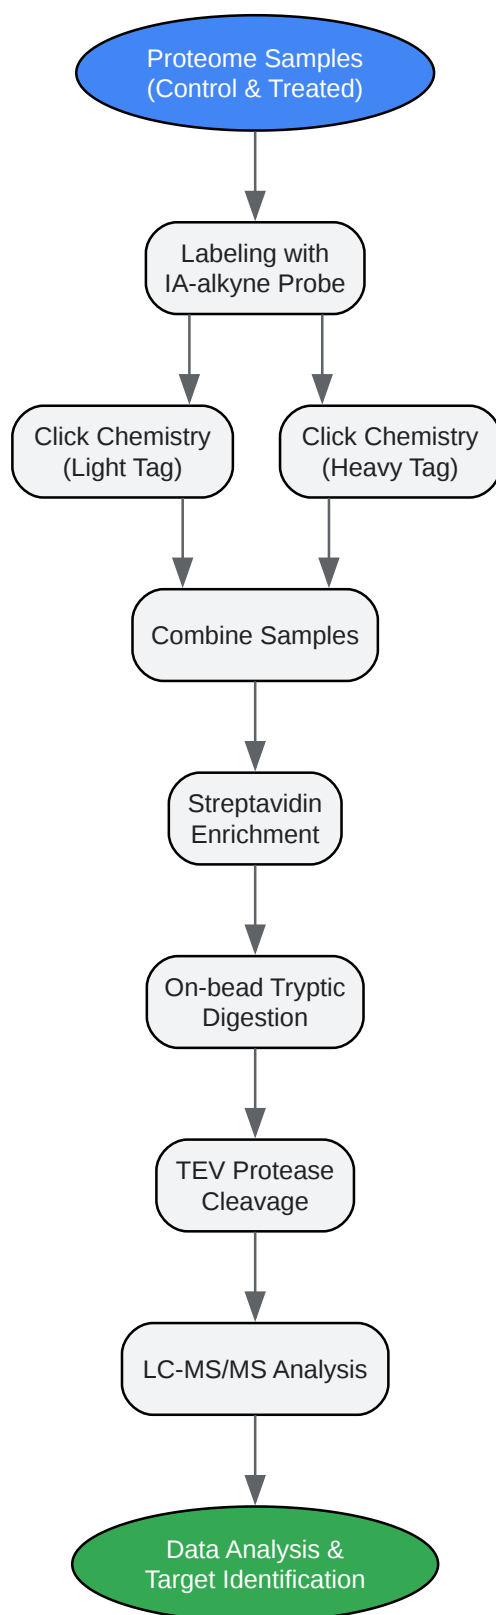 Proteome Samples
(Control & Treated)
Labeling with
IA-alkyne Probe
Click Chemistry
(Light Tag)
Click Chemistry
(Heavy Tag)
Combine Samples
Streptavidin
Enrichment
On-bead Tryptic
Digestion
TEV Protease
Cleavage
LC-MS/MS Analysis
Data Analysis &
Target Identification